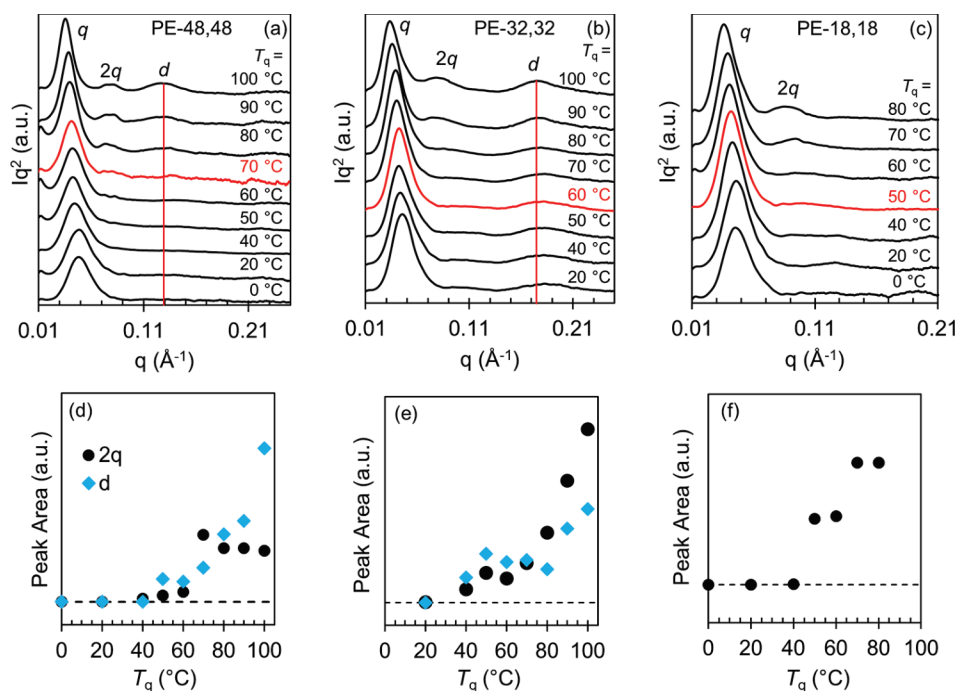 (a) PE-48,48
q
2q
d
Tq =
100 °C
90 °C
80 °C
70 °C
60 °C
50 °C
40 °C
20 °C
0 °C
Iq² (a.u.)
0.01 0.11 0.21
q (Å⁻¹)
(b) PE-32,32
q
2q
d
Tq =
100 °C
90 °C
80 °C
70 °C
60 °C
50 °C
40 °C
20 °C
Iq² (a.u.)
0.01 0.11 0.21
q (Å⁻¹)
PE-18,18 (c)
q
2q
Tq =
80 °C
70 °C
60 °C
50 °C
40 °C
20 °C
0 °C
Iq² (a.u.)
0.01 0.11 0.21
q (Å⁻¹)
(d)
2q
d
Peak Area (a.u.)
0 20 40 60 80 100
Tq (°C)
(e)
Peak Area (a.u.)
0 20 40 60 80 100
Tq (°C)
(f)
Peak Area (a.u.)
0 20 40 60 80 100
Tq (°C)